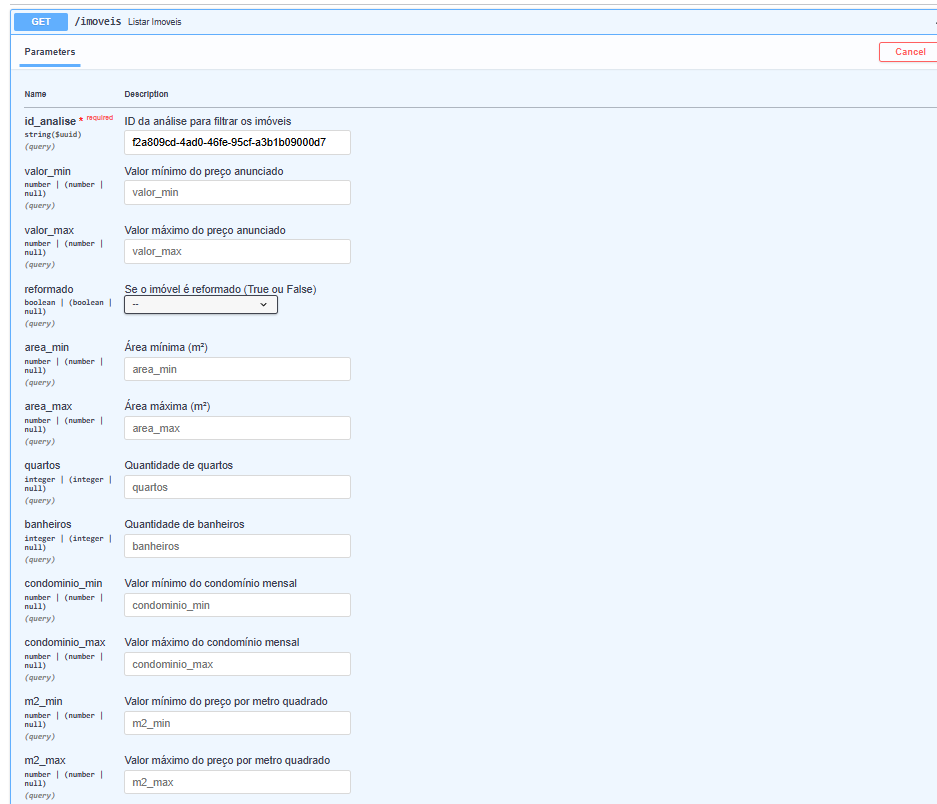 GET /imoveis Listar Imoveis
Parameters
Cancel
Name Description
id_analise * required ID da análise para filtrar os imóveis
string($uuid)
(query)
f2a809cd-4ad0-46fe-95cf-a3b1b09000d7
valor_min Valor mínimo do preço anunciado
number | (number |
null)
(query)
valor_min
valor_max Valor máximo do preço anunciado
number | (number |
null)
(query)
valor_max
reformado Se o imóvel é reformado (True ou False)
boolean | (boolean |
null)
(query)
--
area_min Área mínima (m²)
number | (number |
null)
(query)
area_min
area_max Área máxima (m²)
number | (number |
null)
(query)
area_max
quartos Quantidade de quartos
integer | (integer |
null)
(query)
quartos
banheiros Quantidade de banheiros
integer | (integer |
null)
(query)
banheiros
condominio_min Valor mínimo do condomínio mensal
number | (number |
null)
(query)
condominio_min
condominio_max Valor máximo do condomínio mensal
number | (number |
null)
(query)
condominio_max
m2_min Valor mínimo do preço por metro quadrado
number | (number |
null)
(query)
m2_min
m2_max Valor máximo do preço por metro quadrado
number | (number |
null)
(query)
m2_max